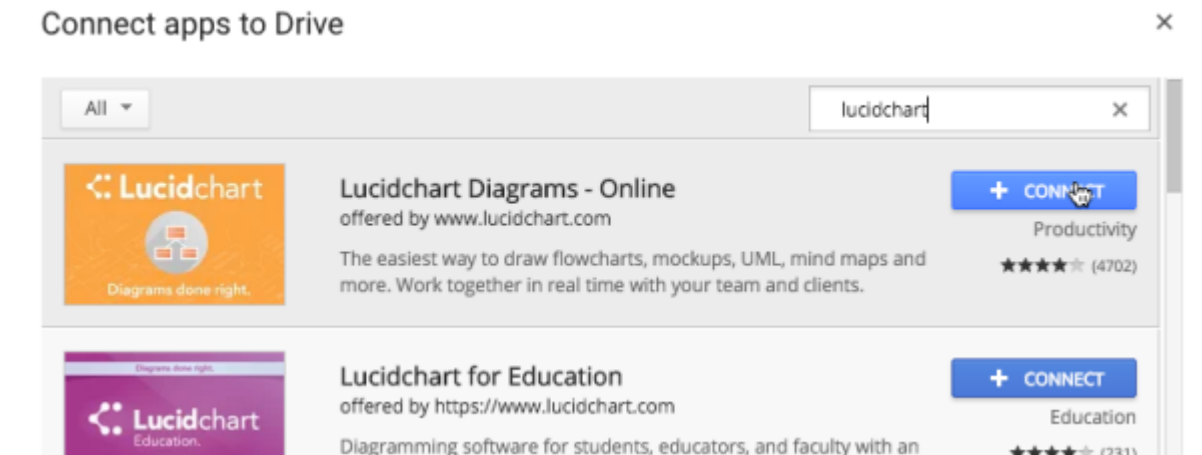 Connect apps to Drive
×
All
lucidchart
×
Lucidchart
Diagrams done right.
Lucidchart Diagrams - Online
offered by www.lucidchart.com
The easiest way to draw flowcharts, mockups, UML, mind maps and
more. Work together in real time with your team and clients.
+ CONNECT
Productivity
(4702)
Diagrams done right.
Lucidchart
Education.
Lucidchart for Education
offered by https://www.lucidchart.com
Diagramming software for students, educators, and faculty with an
+ CONNECT
Education
(231)